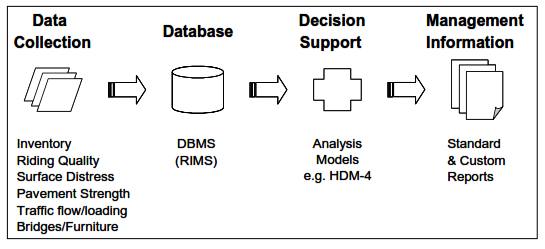 Data
Collection
Database
Decision
Support
Management
Information
Inventory
Riding Quality
Surface Distress
Pavement Strength
Traffic flow/loading
Bridges/Furniture
DBMS
(RIMS)
Analysis
Models
e.g. HDM-4
Standard
& Custom
Reports